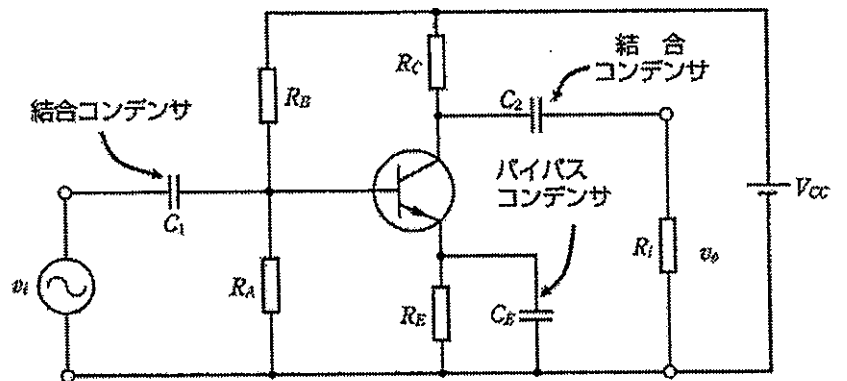 結合
コンデンサ
R_C
C_2
R_B
結合コンデンサ
バイパス
コンデンサ
V_CC
C_1
R_i
v_o
v_i
R_A
R_E
C_E